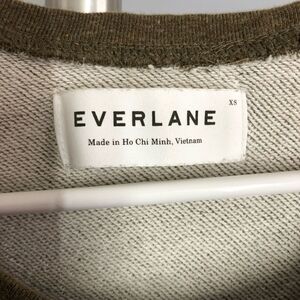 XS
EVERLANE
Made in Ho Chi Minh, Vietnam